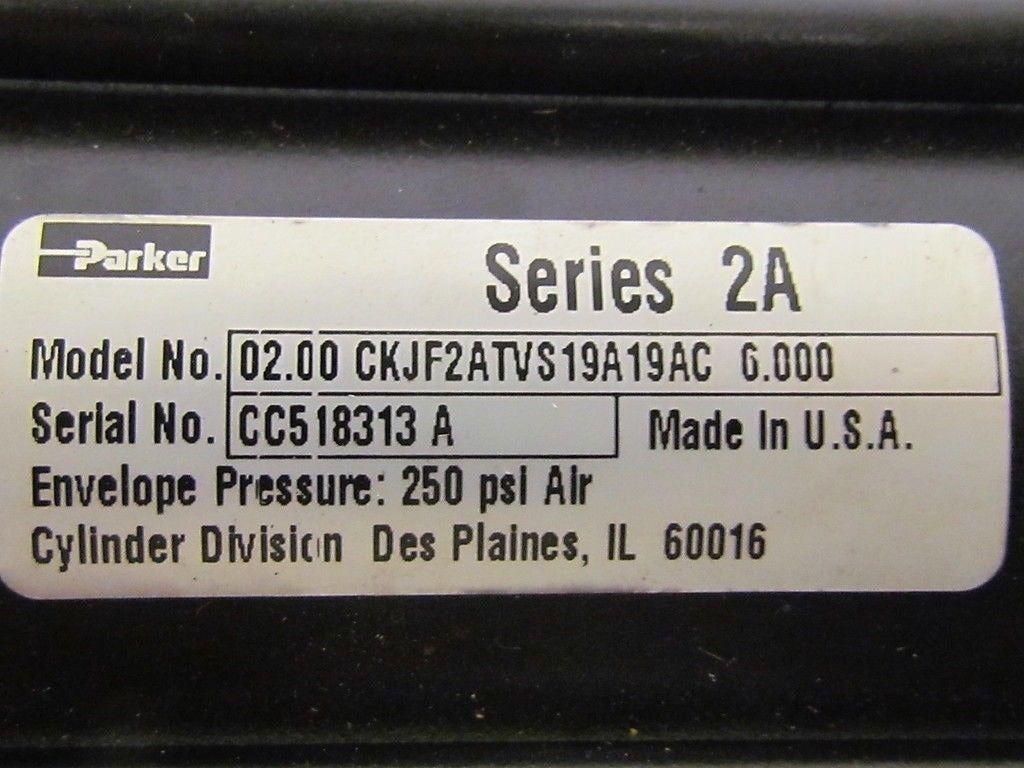 Parker
Series 2A
Model No. 02.00 CKJF2ATVS19A19AC 6.000
Serial No. CC518313 A Made In U.S.A.
Envelope Pressure: 250 psi Air
Cylinder Division Des Plaines, IL 60016